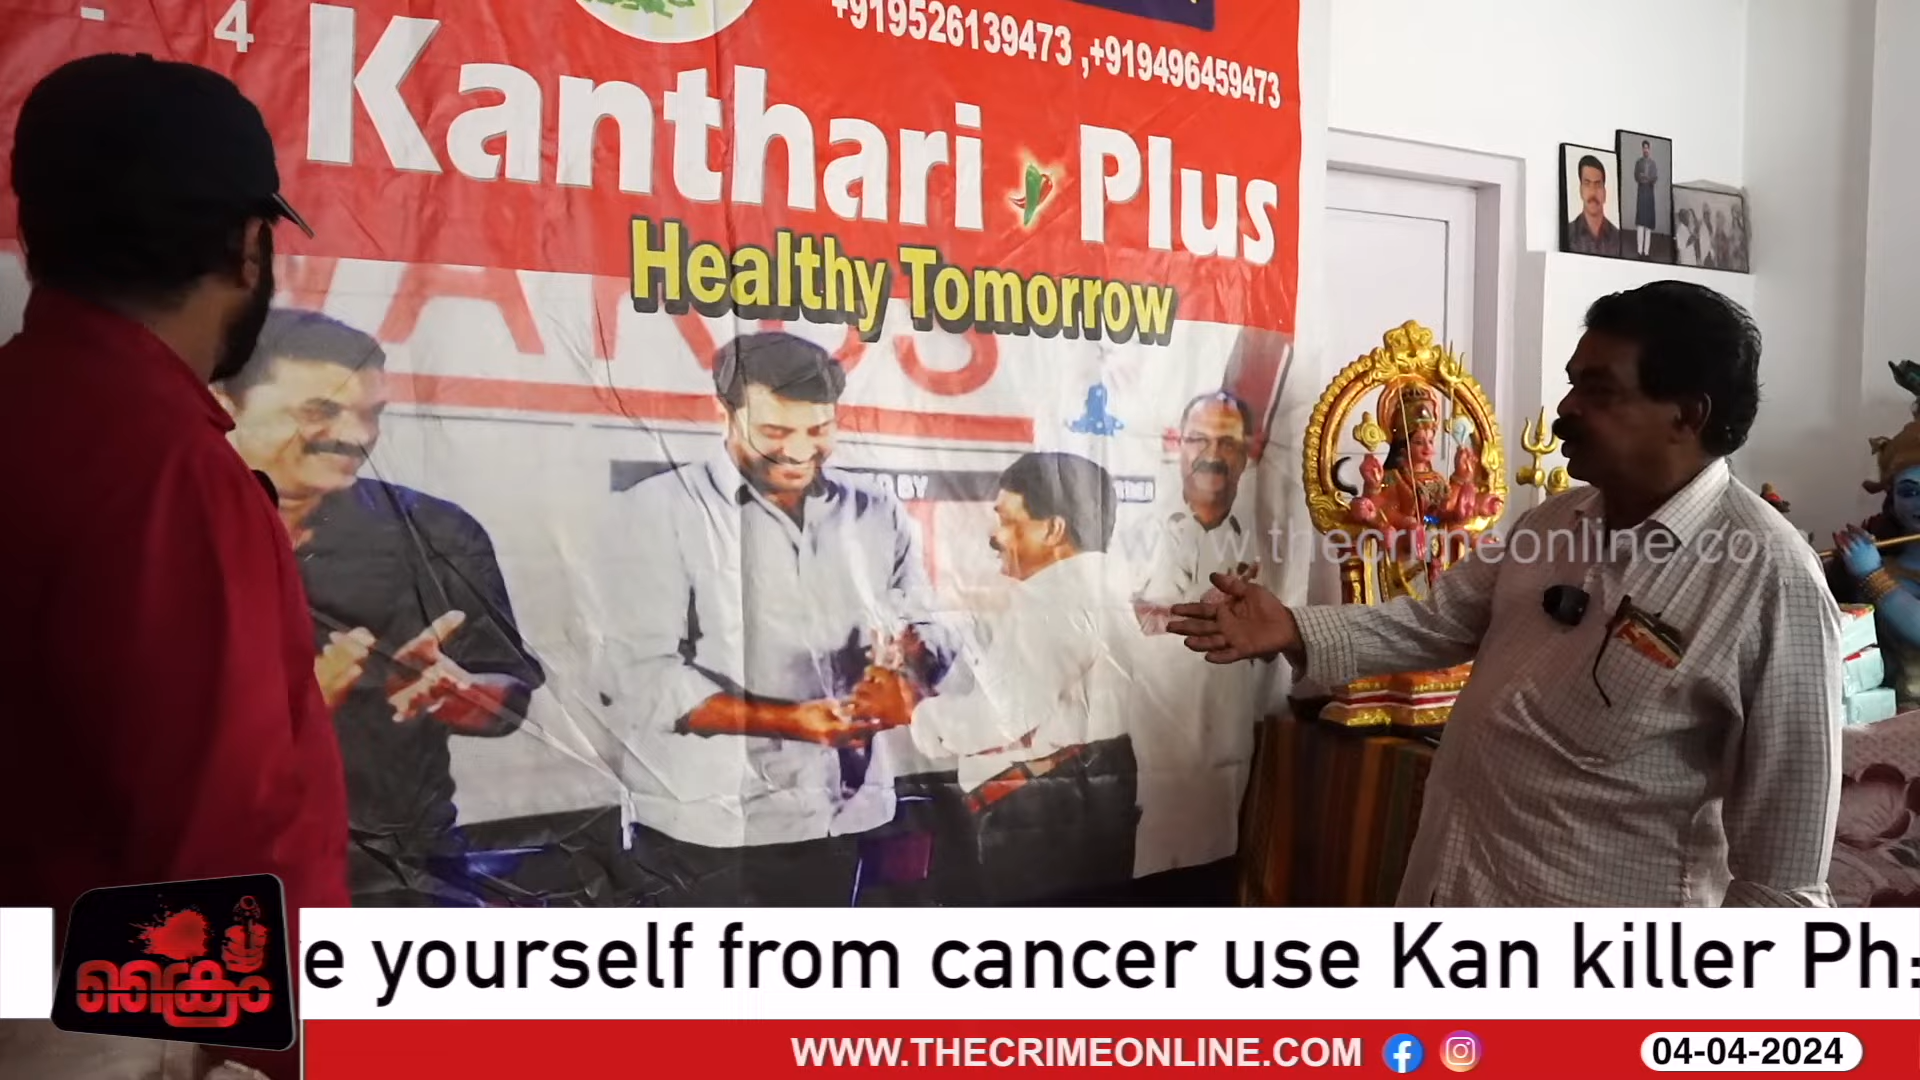 - 4
+919526139473 ,+919496459473
Kanthari Plus
Healthy Tomorrow
BY
www.thecrimeonline.co
ക്രൈം
e yourself from cancer use Kan killer Ph:
WWW.THECRIMEONLINE.COM
04-04-2024